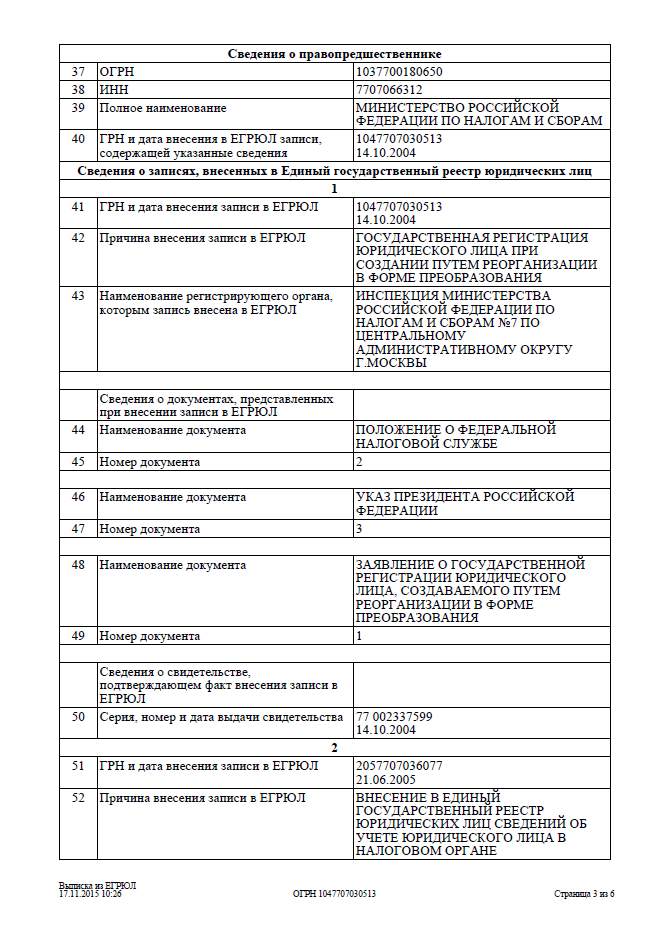 Сведения о правопредшественнике
37 ОГРН 1037700180650
38 ИНН 7707066312
39 Полное наименование МИНИСТЕРСТВО РОССИЙСКОЙ
ФЕДЕРАЦИИ ПО НАЛОГАМ И СБОРАМ
40 ГРН и дата внесения в ЕГРЮЛ записи, 1047707030513
содержащей указанные сведения 14.10.2004
Сведения о записях, внесенных в Единый государственный реестр юридических лиц
1
41 ГРН и дата внесения записи в ЕГРЮЛ 1047707030513
14.10.2004
42 Причина внесения записи в ЕГРЮЛ ГОСУДАРСТВЕННАЯ РЕГИСТРАЦИЯ
ЮРИДИЧЕСКОГО ЛИЦА ПРИ
СОЗДАНИИ ПУТЕМ РЕОРГАНИЗАЦИИ
В ФОРМЕ ПРЕОБРАЗОВАНИЯ
43 Наименование регистрирующего органа, ИНСПЕКЦИЯ МИНИСТЕРСТВА
которым запись внесена в ЕГРЮЛ РОССИЙСКОЙ ФЕДЕРАЦИИ ПО
НАЛОГАМ И СБОРАМ №7 ПО
ЦЕНТРАЛЬНОМУ
АДМИНИСТРАТИВНОМУ ОКРУГУ
Г.МОСКВЫ
Сведения о документах, представленных
при внесении записи в ЕГРЮЛ
44 Наименование документа ПОЛОЖЕНИЕ О ФЕДЕРАЛЬНОЙ
НАЛОГОВОЙ СЛУЖБЕ
45 Номер документа 2
46 Наименование документа УКАЗ ПРЕЗИДЕНТА РОССИЙСКОЙ
ФЕДЕРАЦИИ
47 Номер документа 3
48 Наименование документа ЗАЯВЛЕНИЕ О ГОСУДАРСТВЕННОЙ
РЕГИСТРАЦИИ ЮРИДИЧЕСКОГО
ЛИЦА, СОЗДАВАЕМОГО ПУТЕМ
РЕОРГАНИЗАЦИИ В ФОРМЕ
ПРЕОБРАЗОВАНИЯ
49 Номер документа 1
Сведения о свидетельстве,
подтверждающем факт внесения записи в
ЕГРЮЛ
50 Серия, номер и дата выдачи свидетельства 77 002337599
14.10.2004
2
51 ГРН и дата внесения записи в ЕГРЮЛ 2057707036077
21.06.2005
52 Причина внесения записи в ЕГРЮЛ ВНЕСЕНИЕ В ЕДИНЫЙ
ГОСУДАРСТВЕННЫЙ РЕЕСТР
ЮРИДИЧЕСКИХ ЛИЦ СВЕДЕНИЙ ОБ
УЧЕТЕ ЮРИДИЧЕСКОГО ЛИЦА В
НАЛОГОВОМ ОРГАНЕ
Выписка из ЕГРЮЛ
17.11.2015 10:26 ОГРН 1047707030513 Страница 3 из 6